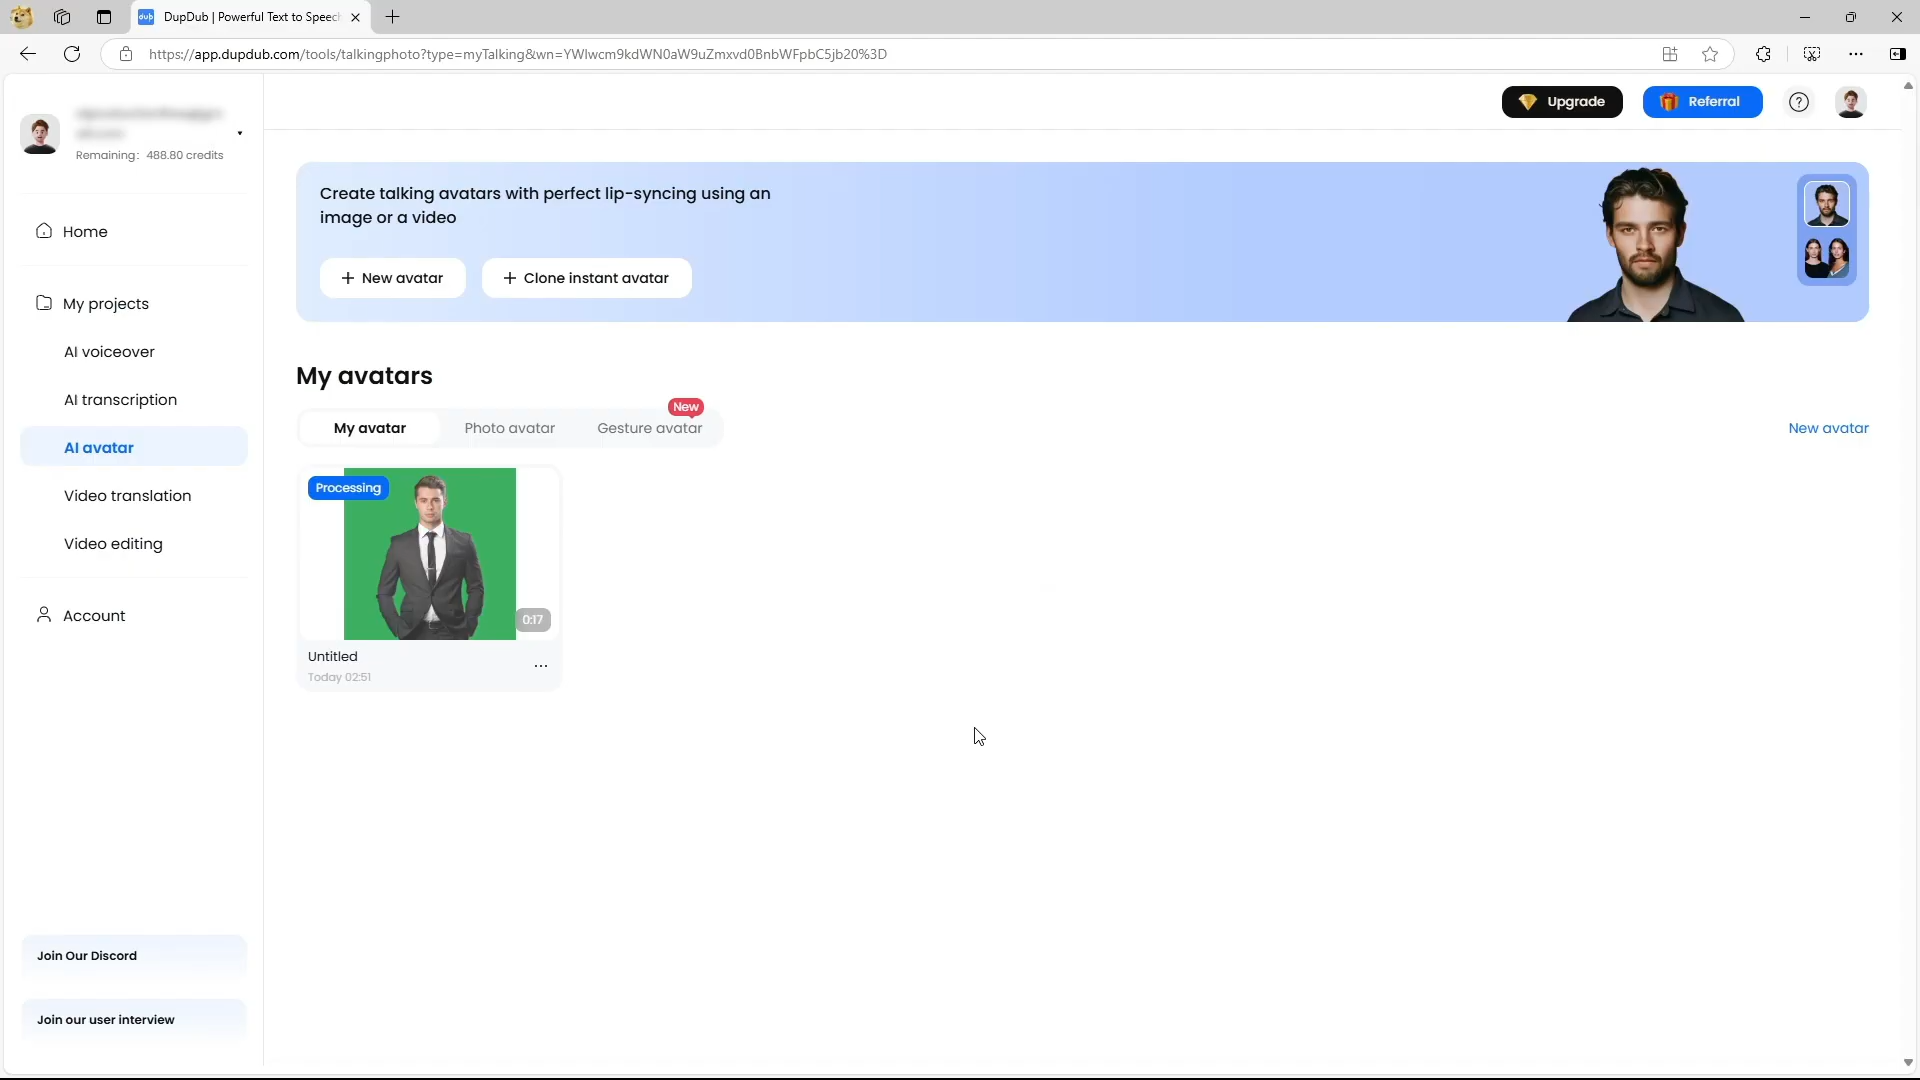 dub DupDub | Powerful Text to Speech
https://app.dupdub.com/tools/talkingphoto?type=myTalking&wn=YWlwcm9kdWN0aW9uZmxvd0BnbWFpbC5jb20%3D
Upgrade
Referral
?
Remaining: 488.80 credits
Home
My projects
AI voiceover
AI transcription
AI avatar
Video translation
Video editing
Account
Join Our Discord
Join our user interview
Create talking avatars with perfect lip-syncing using an
image or a video
+ New avatar
+ Clone instant avatar
My avatars
My avatar
Photo avatar
Gesture avatar
New
New avatar
Processing
0:17
Untitled
...
Today 02:51